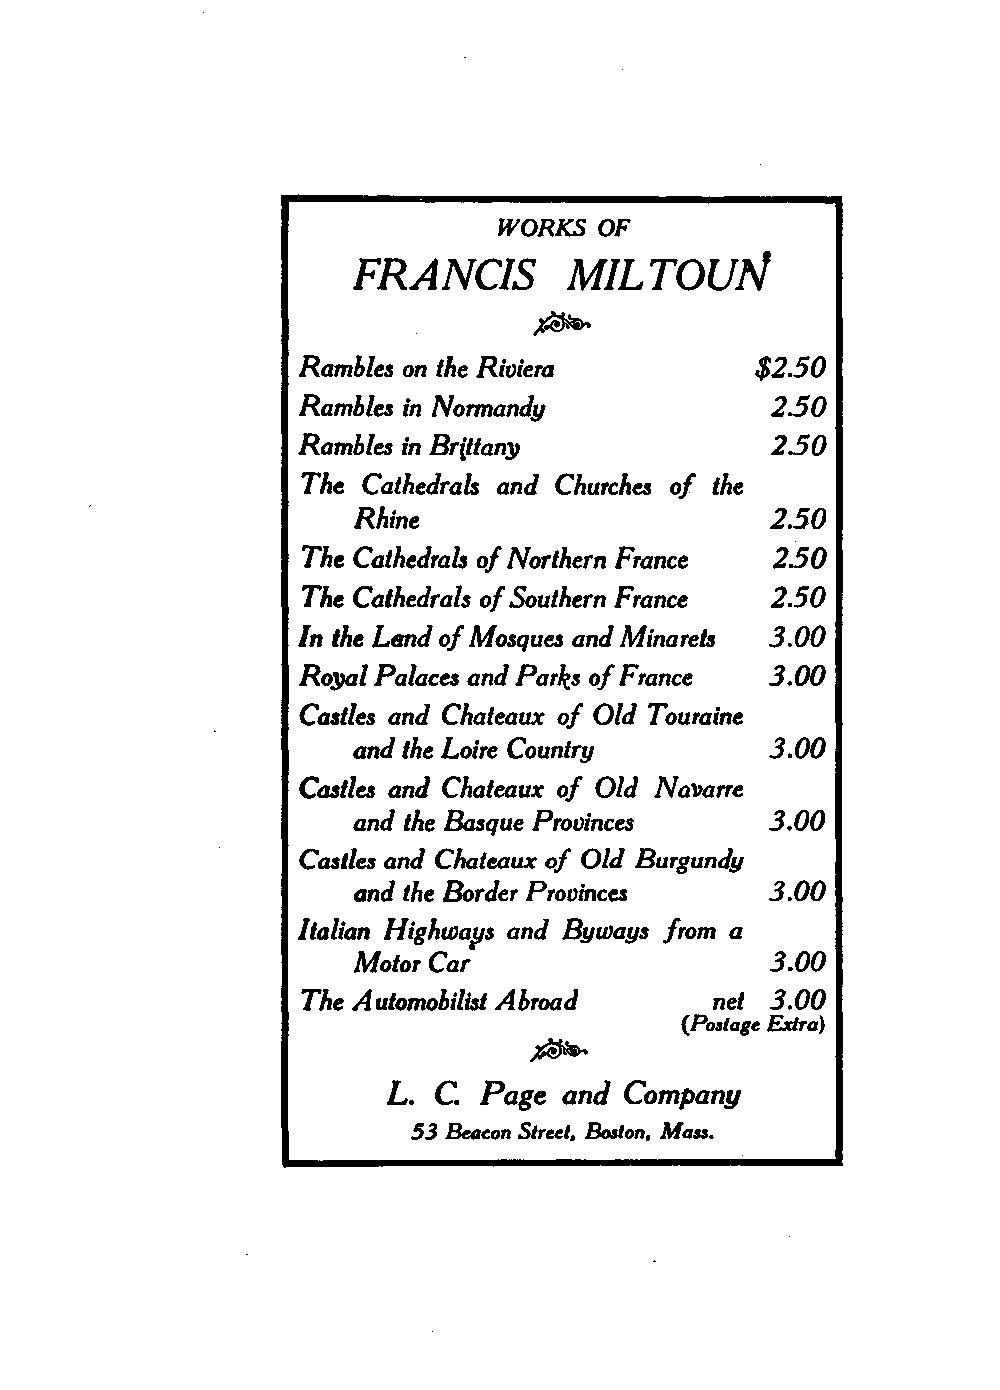 WORKS OF
FRANCIS MILTOUN
Rambles on the Riviera $2.50
Rambles in Normandy 2.50
Rambles in Brittany 2.50
The Cathedrals and Churches of the
Rhine 2.50
The Cathedrals of Northern France 2.50
The Cathedrals of Southern France 2.50
In the Land of Mosques and Minarets 3.00
Royal Palaces and Parks of France 3.00
Castles and Chateaux of Old Touraine
and the Loire Country 3.00
Castles and Chateaux of Old Navarre
and the Basque Provinces 3.00
Castles and Chateaux of Old Burgundy
and the Border Provinces 3.00
Italian Highways and Byways from a
Motor Car 3.00
The Automobilist Abroad net 3.00
(Postage Extra)
L. C. Page and Company
53 Beacon Street, Boston, Mass.